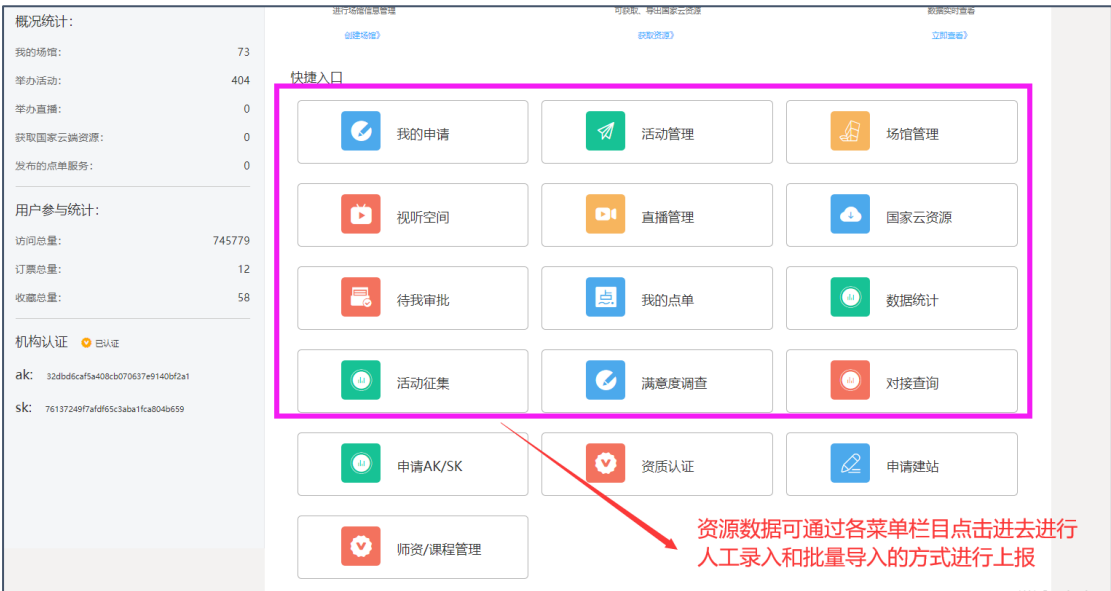 概况统计：
我的场馆： 73
举办活动： 404
举办直播： 0
获取国家云端资源： 0
发布的点单服务： 0
用户参与统计：
访问总量： 745779
订票总量： 12
收藏总量： 58
机构认证 已认证
ak: 32dbd6caf5a408cb070637e9140bf2a1
sk: 76137249f7afdf65c3aba1fca804b659
进行场馆信息管理 可获取、导出国家云资源 数据实时查看
创建场馆》 获取资源》 立即查看》
快捷入口
我的申请 活动管理 场馆管理
视听空间 直播管理 国家云资源
待我审批 我的点单 数据统计
活动征集 满意度调查 对接查询
申请AK/SK 资质认证 申请建站
师资/课程管理
资源数据可通过各菜单栏目点击进去进行
人工录入和批量导入的方式进行上报